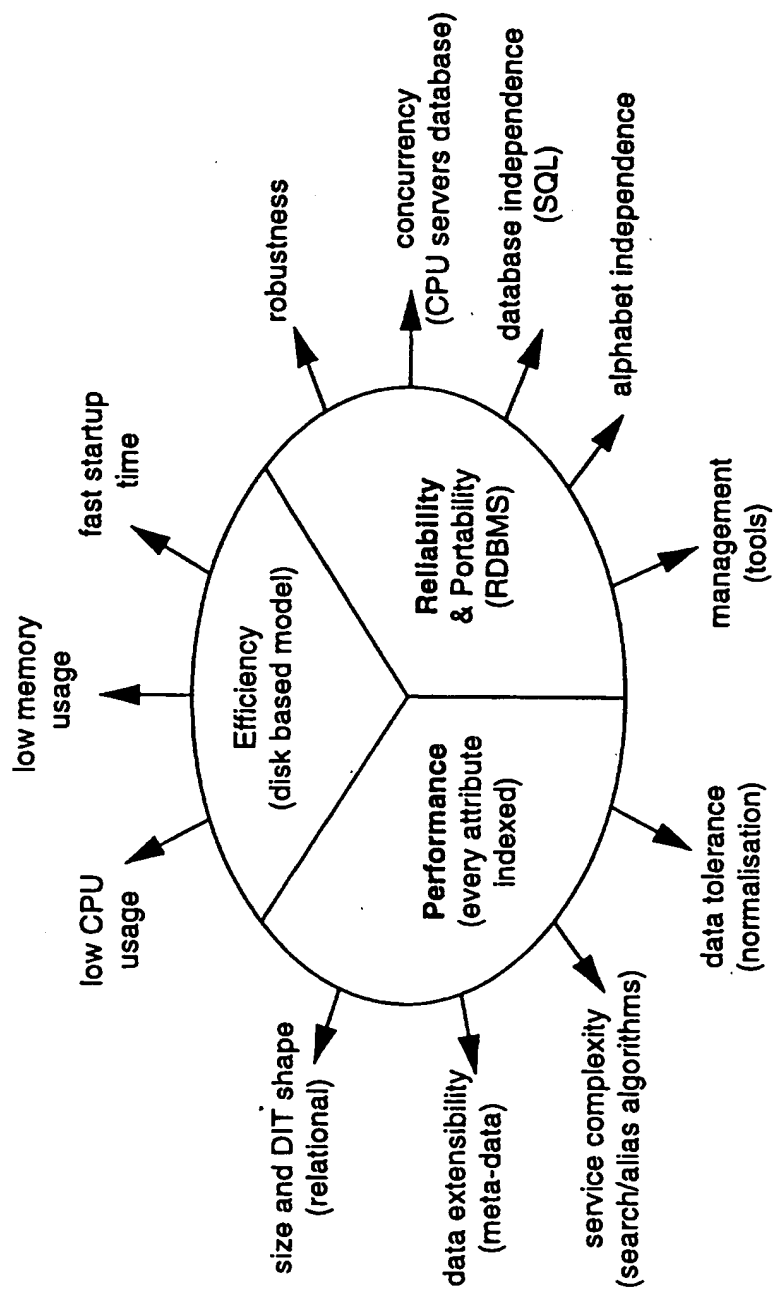 low CPU
usage
low memory
usage
fast startup
time
robustness
concurrency
(CPU servers database)
database independence
(SQL)
alphabet independence
management
(tools)
data tolerance
(normalisation)
service complexity
(search/alias algorithms)
data extensibility
(meta-data)
size and DIT shape
(relational)
Efficiency
(disk based model)
Reliability
& Portability
(RDBMS)
Performance
(every attribute
indexed)